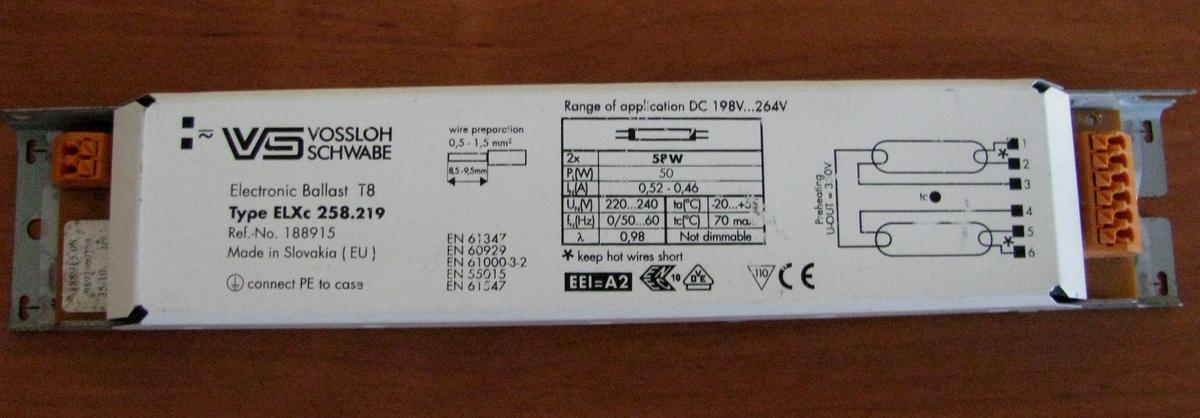 VS VOSSLOH
SCHWABE
Electronic Ballast T8
Type ELXc 258.219
Ref.-No. 188915
Made in Slovakia ( EU )
connect PE to case
wire preparation
0,5 - 1,5 mm²
8,5 - 9,5mm
EN 61347
EN 60929
EN 61000-3-2
EN 55015
EN 61547
Range of application DC 198V...264V
2x 58W
50
0,52 - 0,46
220...240 ta(°C)
0/50...60 tc(°C) 70
λ 0,98 Not dimmable
* keep hot wires short
EEI=A2 10 VDE 110 CE
Preheating
U-OUT =
tc
1
* 2
3
4
5
* 6